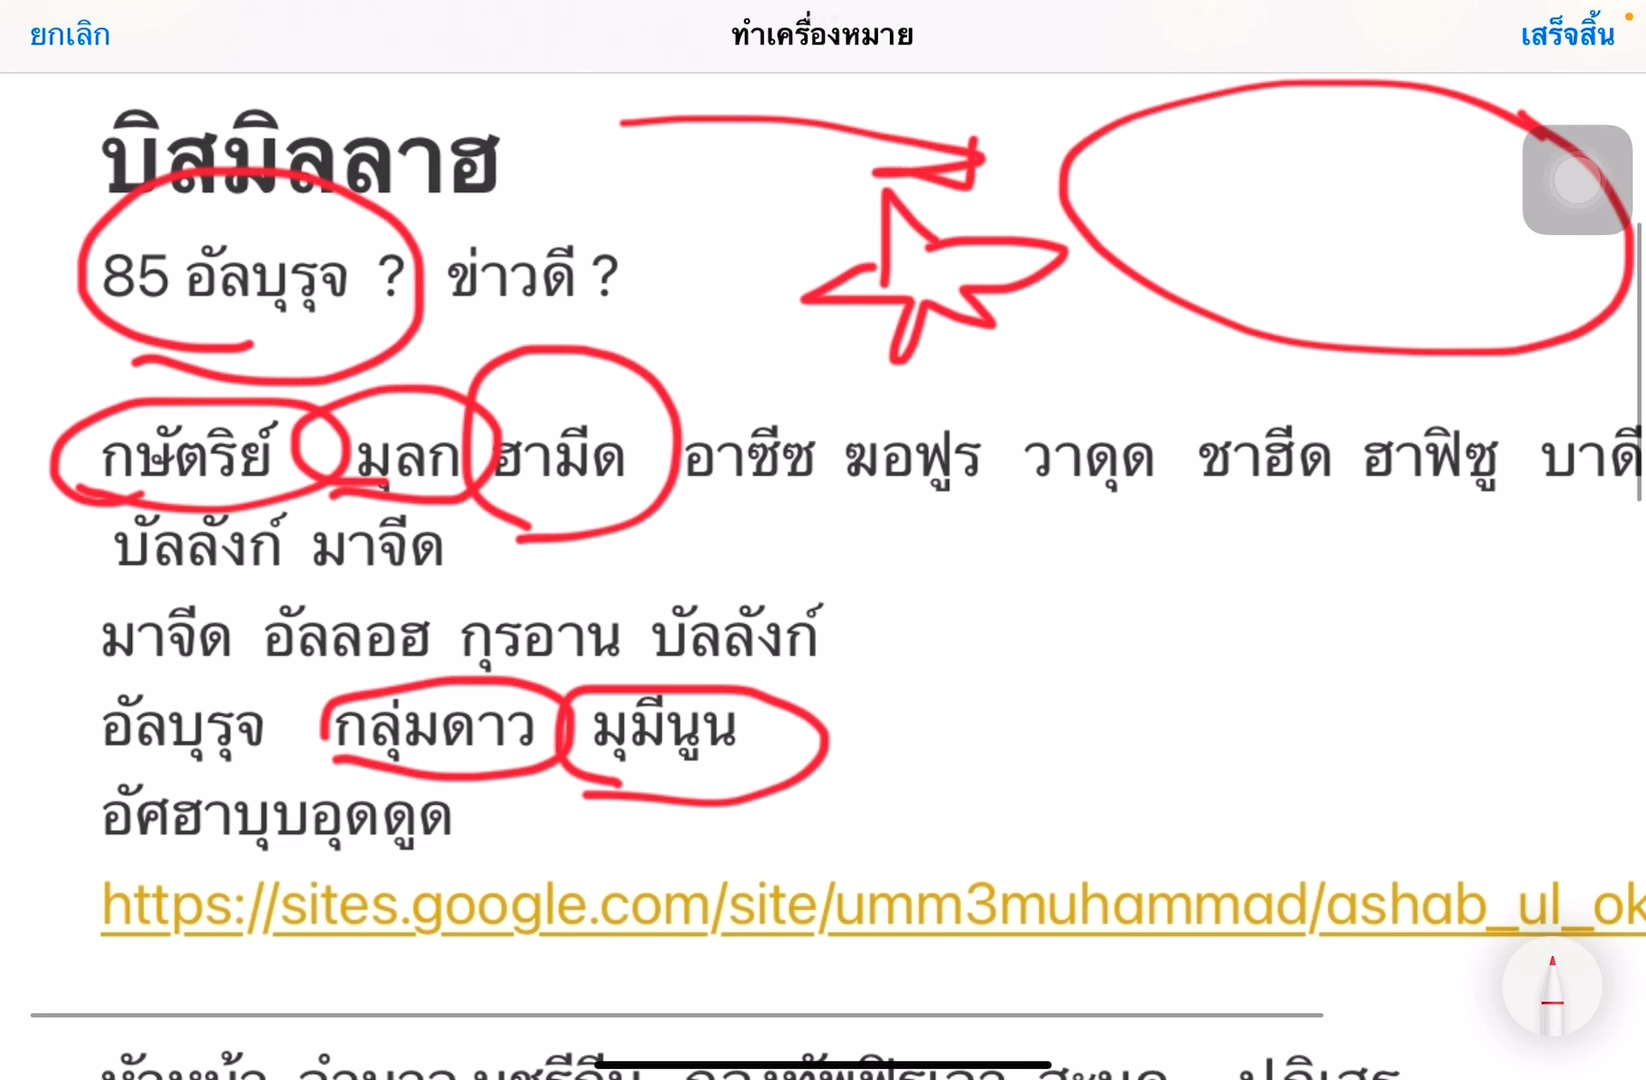 ยกเลิก ทำเครื่องหมาย เสร็จสิ้น
บิสมิลลาฮ
85 อัลบุรุจ ? ข่าวดี ?
กษัตริย์ มุลก ฮามีด อาซีซ ฆอฟูร วาดุด ชาฮีด ฮาฟิซู บาดี
บัลลังก์ มาจีด
มาจีด อัลลอฮ กุรอาน บัลลังก์
อัลบุรุจ กลุ่มดาว มุมีนูน
อัศฮาบุบอุดดูด
https://sites.google.com/site/umm3muhammad/ashab_ul_ok